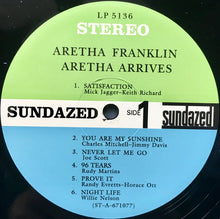 LP 5136
STEREO
ARETHA FRANKLIN
ARETHA ARRIVES
1. SATISFACTION
Mick Jagger-Keith Richard
SUNDAZED SIDE 1 sundazed
2. YOU ARE MY SUNSHINE
Charles Mitchell-Jimmy Davis
3. NEVER LET ME GO
Joe Scott
4. 96 TEARS
Rudy Martins
5. PROVE IT
Randy Evretts-Horace Ott
6. NIGHT LIFE
Willie Nelson
(ST-A-671077)